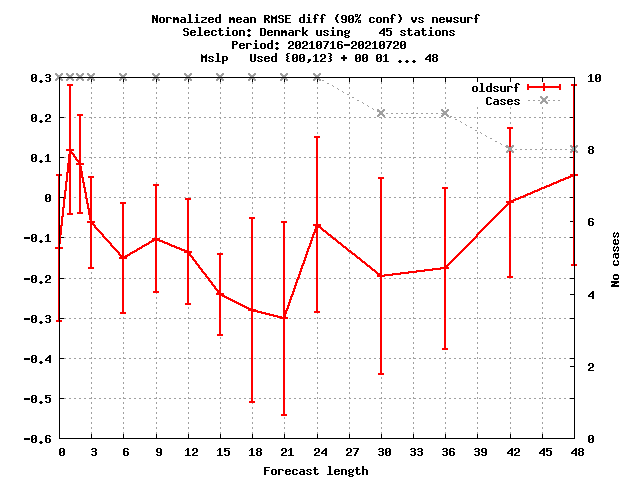 Normalized mean RMSE diff (90% conf) vs newsurf
Selection: Denmark using    45 stations
Period: 20210716-20210720
Mslp   Used {00,12} + 00 01 ... 48
oldsurf
Cases
0.3
0.2
0.1
0
-0.1
-0.2
-0.3
-0.4
-0.5
-0.6
10
8
6
4
2
0
No cases
0 3 6 9 12 15 18 21 24 27 30 33 36 39 42 45 48
Forecast length